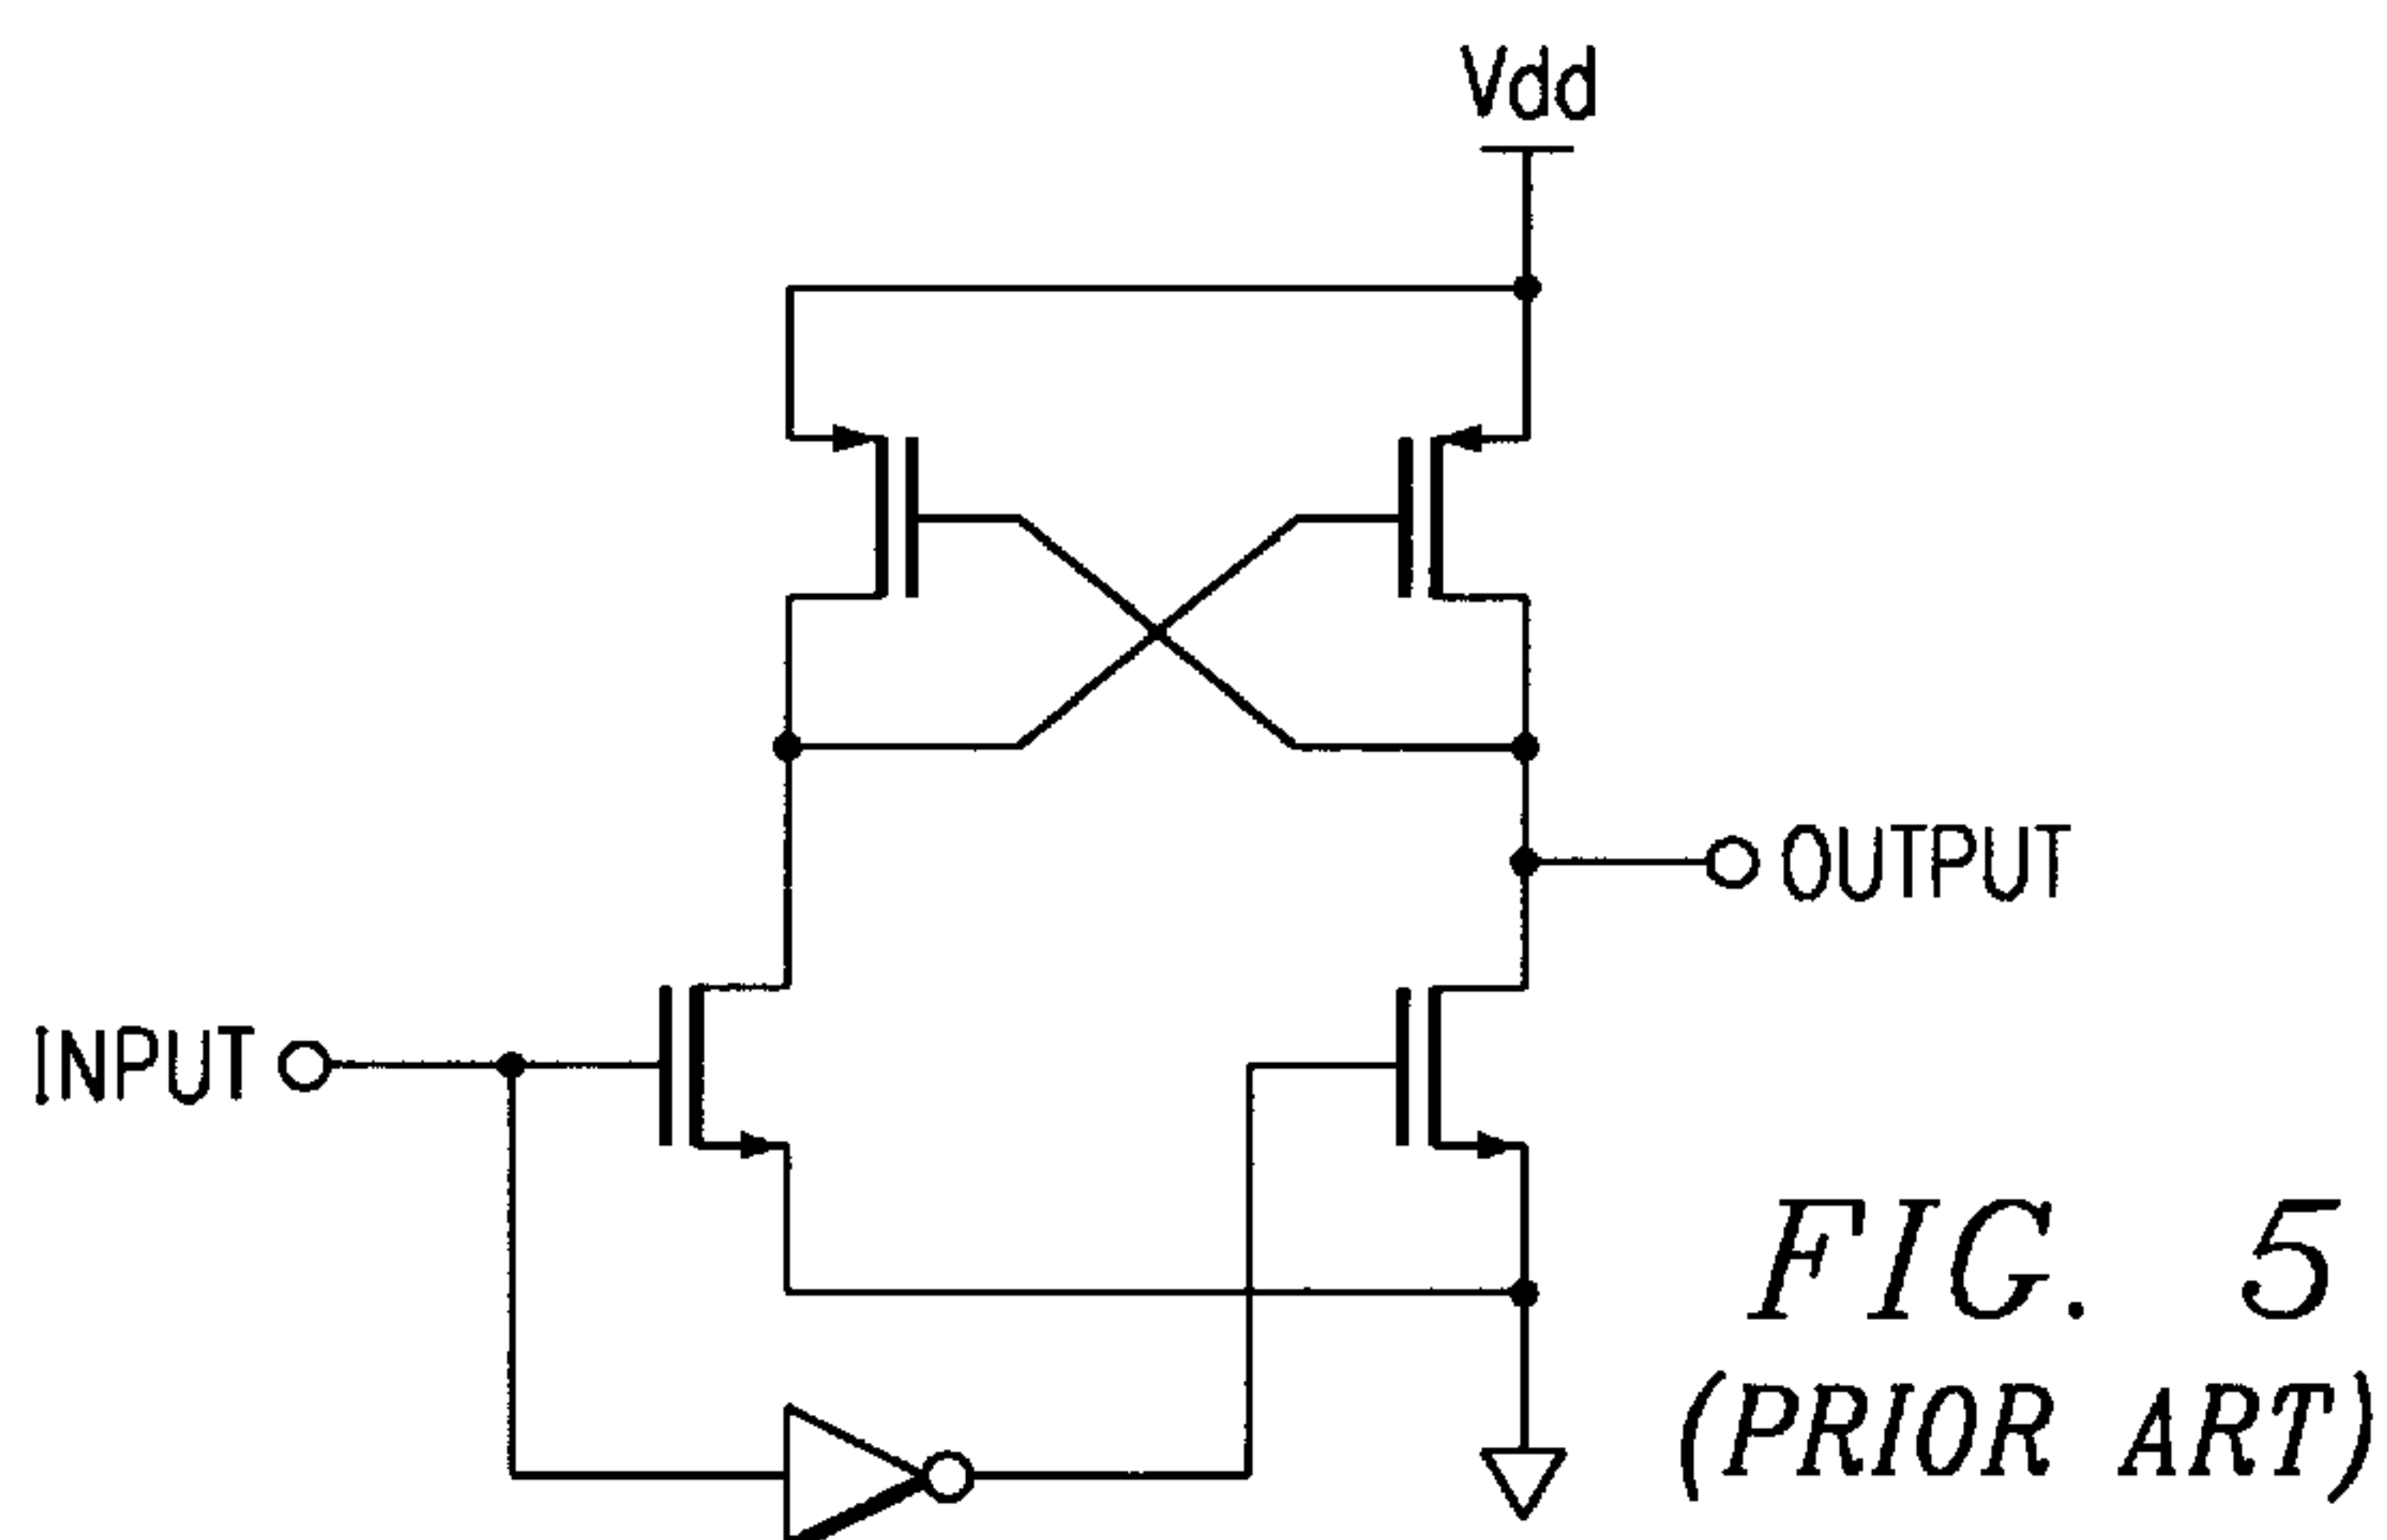 Vdd
OUTPUT
INPUT
FIG. 5
(PRIOR ART)